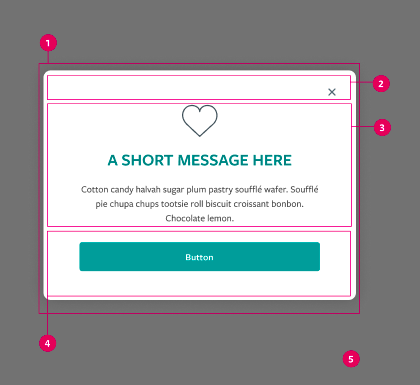 1
2
×
3
A SHORT MESSAGE HERE
Cotton candy halvah sugar plum pastry soufflé wafer. Soufflé
pie chupa chups tootsie roll biscuit croissant bonbon.
Chocolate lemon.
Button
4
5